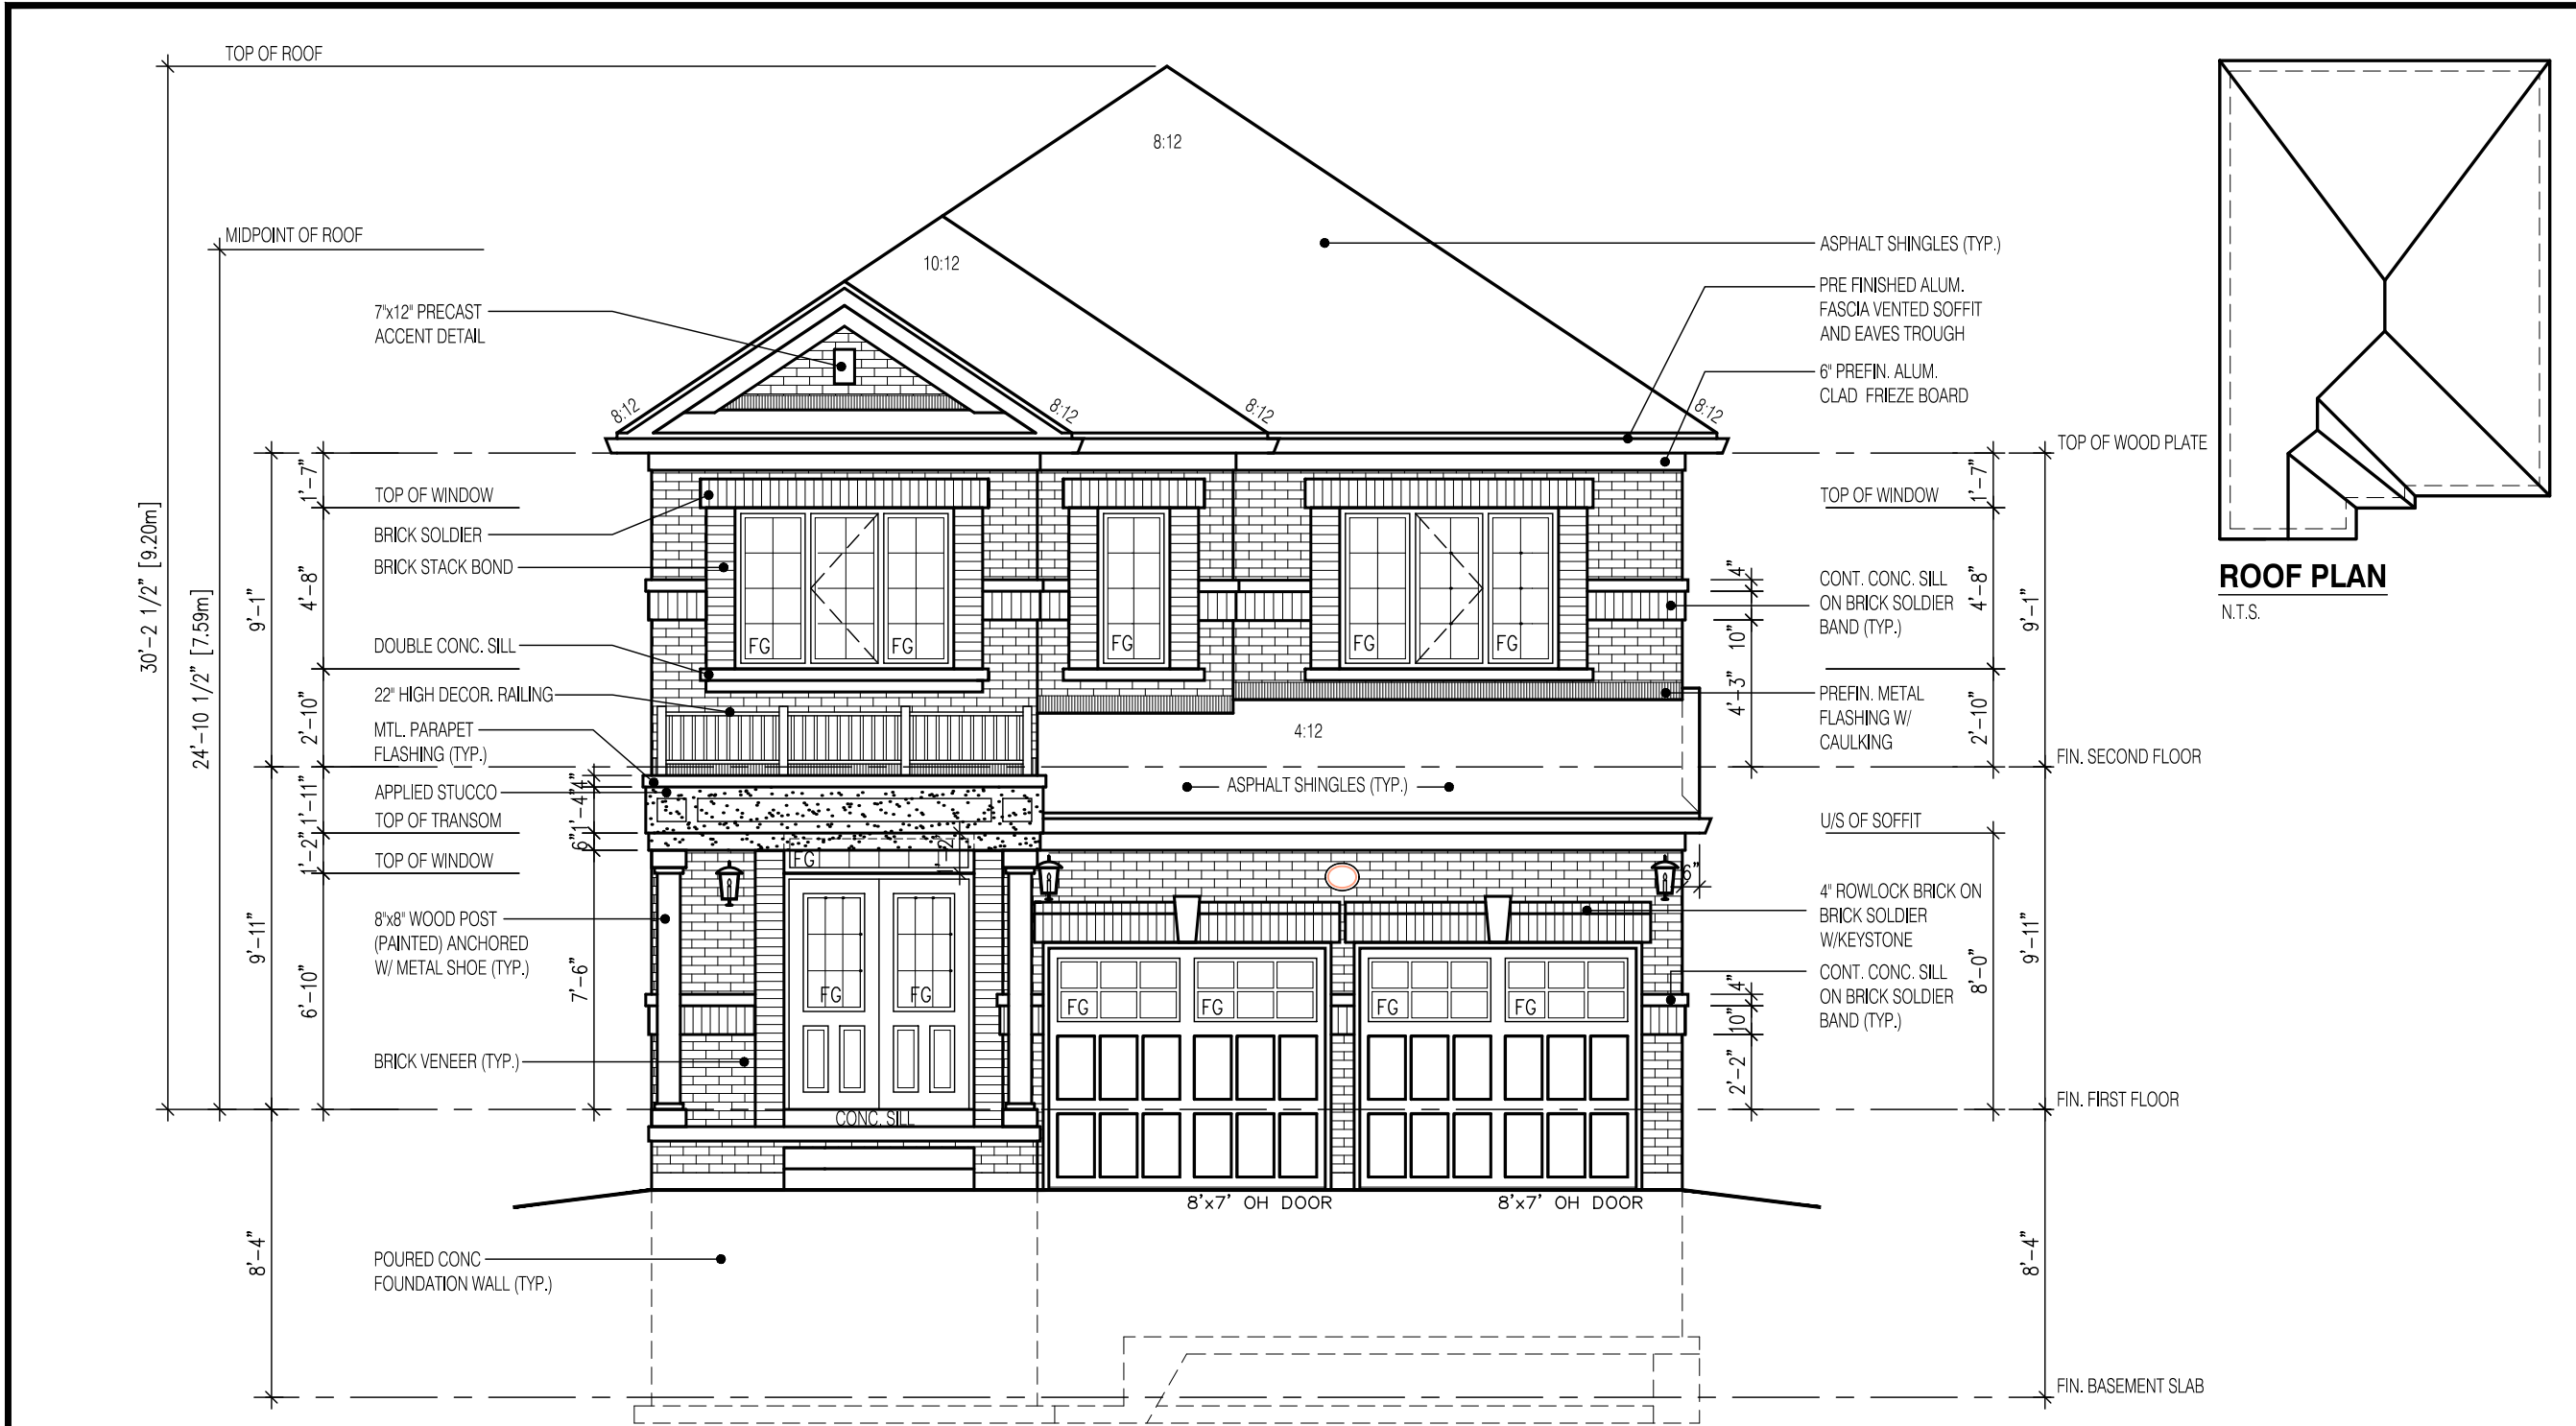 TOP OF ROOF
MIDPOINT OF ROOF
7"x12" PRECAST
ACCENT DETAIL
TOP OF WINDOW
BRICK SOLDIER
BRICK STACK BOND
DOUBLE CONC. SILL
22" HIGH DECOR. RAILING
MTL. PARAPET
FLASHING (TYP.)
APPLIED STUCCO
TOP OF TRANSOM
TOP OF WINDOW
8"x8" WOOD POST
(PAINTED) ANCHORED
W/ METAL SHOE (TYP.)
BRICK VENEER (TYP.)
POURED CONC
FOUNDATION WALL (TYP.)
30'-2 1/2" [9.20m]
24'-10 1/2" [7.59m]
9'-1"
9'-11"
8'-4"
1'-7"
4'-8"
2'-10"
1'-11"
1'-2"
6'-10"
4"
1'-4"
6"
7'-6"
8:12
10:12
8:12
8:12
8:12
8:12
FG
FG
FG
FG
FG
4:12
ASPHALT SHINGLES (TYP.)
FG
1'-2"
FG
FG
FG
FG
FG
FG
CONC. SILL
8'x7' OH DOOR
8'x7' OH DOOR
6"
4"
10"
4'-3"
4"
10"
2'-2"
ASPHALT SHINGLES (TYP.)
PRE FINISHED ALUM.
FASCIA VENTED SOFFIT
AND EAVES TROUGH
6" PREFIN. ALUM.
CLAD FRIEZE BOARD
TOP OF WINDOW
CONT. CONC. SILL
ON BRICK SOLDIER
BAND (TYP.)
PREFIN. METAL
FLASHING W/
CAULKING
U/S OF SOFFIT
4" ROWLOCK BRICK ON
BRICK SOLDIER
W/KEYSTONE
CONT. CONC. SILL
ON BRICK SOLDIER
BAND (TYP.)
1'-7"
4'-8"
2'-10"
8'-0"
9'-1"
9'-11"
8'-4"
TOP OF WOOD PLATE
FIN. SECOND FLOOR
FIN. FIRST FLOOR
FIN. BASEMENT SLAB
ROOF PLAN
N.T.S.